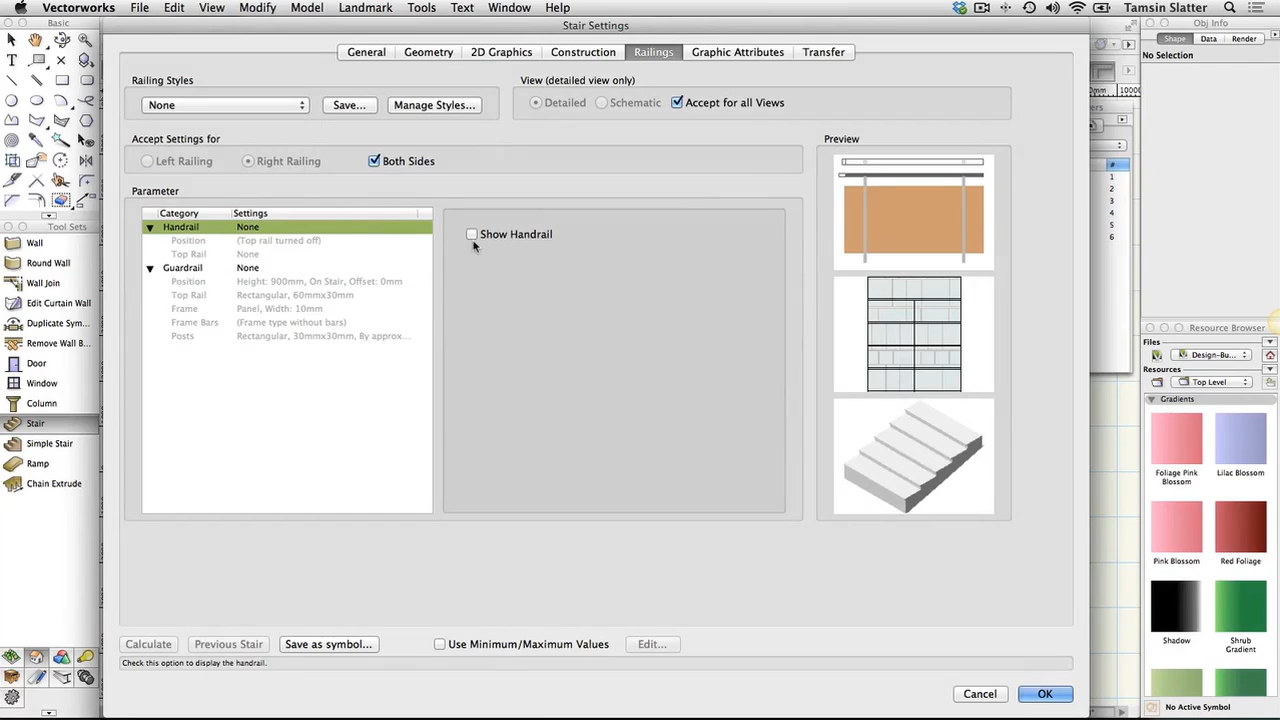 Vectorworks File Edit View Modify Model Landmark Tools Text Window Help Tamsin Slatter
Basic
Stair Settings
Obj Info
General Geometry 2D Graphics Construction Railings Graphic Attributes Transfer
Shape Data Render
No Selection
Railing Styles
None Save... Manage Styles...
View (detailed view only)
Detailed Schematic Accept for all Views
Accept Settings for
Left Railing Right Railing Both Sides
Preview
Parameter
Category Settings
Handrail None
Position (Top rail turned off)
Top Rail None
Guardrail None
Position Height: 900mm, On Stair, Offset: 0mm
Top Rail Rectangular, 60mmx30mm
Frame Panel, Width: 10mm
Frame Bars (Frame type without bars)
Posts Rectangular, 30mmx30mm, By approx...
Show Handrail
Tool Sets
Wall
Round Wall
Wall Join
Edit Curtain Wall
Duplicate Sym...
Remove Wall B...
Door
Window
Column
Stair
Simple Stair
Ramp
Chain Extrude
#
1
2
3
4
5
6
Resource Browser
Files
Design-Bu...
Resources
Top Level
Gradients
Foliage Pink
Blossom
Lilac Blossom
Pink Blossom
Red Foliage
Shadow
Shrub
Gradient
No Active Symbol
Calculate Previous Stair Save as symbol... Use Minimum/Maximum Values Edit...
Check this option to display the handrail.
Cancel OK